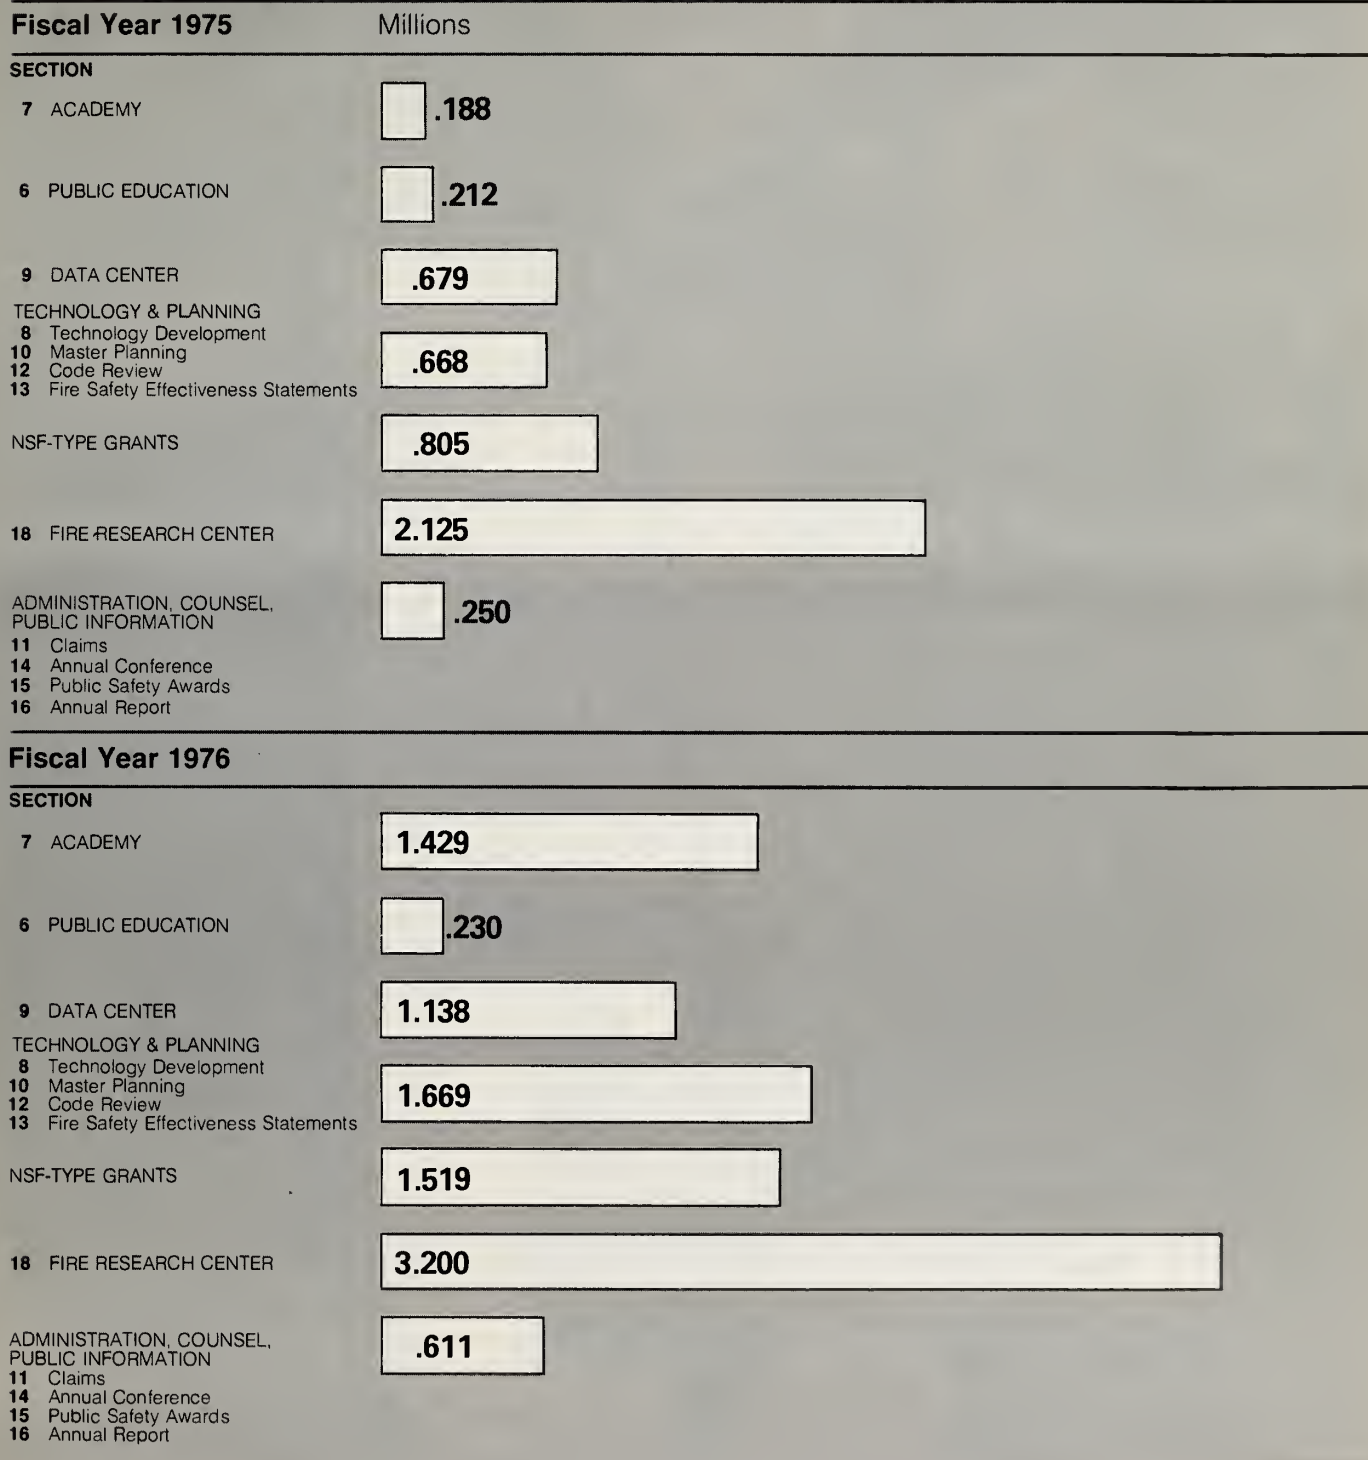 Fiscal Year 1975 Millions
SECTION
7 ACADEMY .188
6 PUBLIC EDUCATION .212
9 DATA CENTER .679
TECHNOLOGY & PLANNING
8 Technology Development
10 Master Planning
12 Code Review .668
13 Fire Safety Effectiveness Statements
NSF-TYPE GRANTS .805
18 FIRE RESEARCH CENTER 2.125
ADMINISTRATION, COUNSEL, .250
PUBLIC INFORMATION
11 Claims
14 Annual Conference
15 Public Safety Awards
16 Annual Report
Fiscal Year 1976
SECTION
7 ACADEMY 1.429
6 PUBLIC EDUCATION .230
9 DATA CENTER 1.138
TECHNOLOGY & PLANNING
8 Technology Development
10 Master Planning
12 Code Review 1.669
13 Fire Safety Effectiveness Statements
NSF-TYPE GRANTS 1.519
18 FIRE RESEARCH CENTER 3.200
ADMINISTRATION, COUNSEL, .611
PUBLIC INFORMATION
11 Claims
14 Annual Conference
15 Public Safety Awards
16 Annual Report